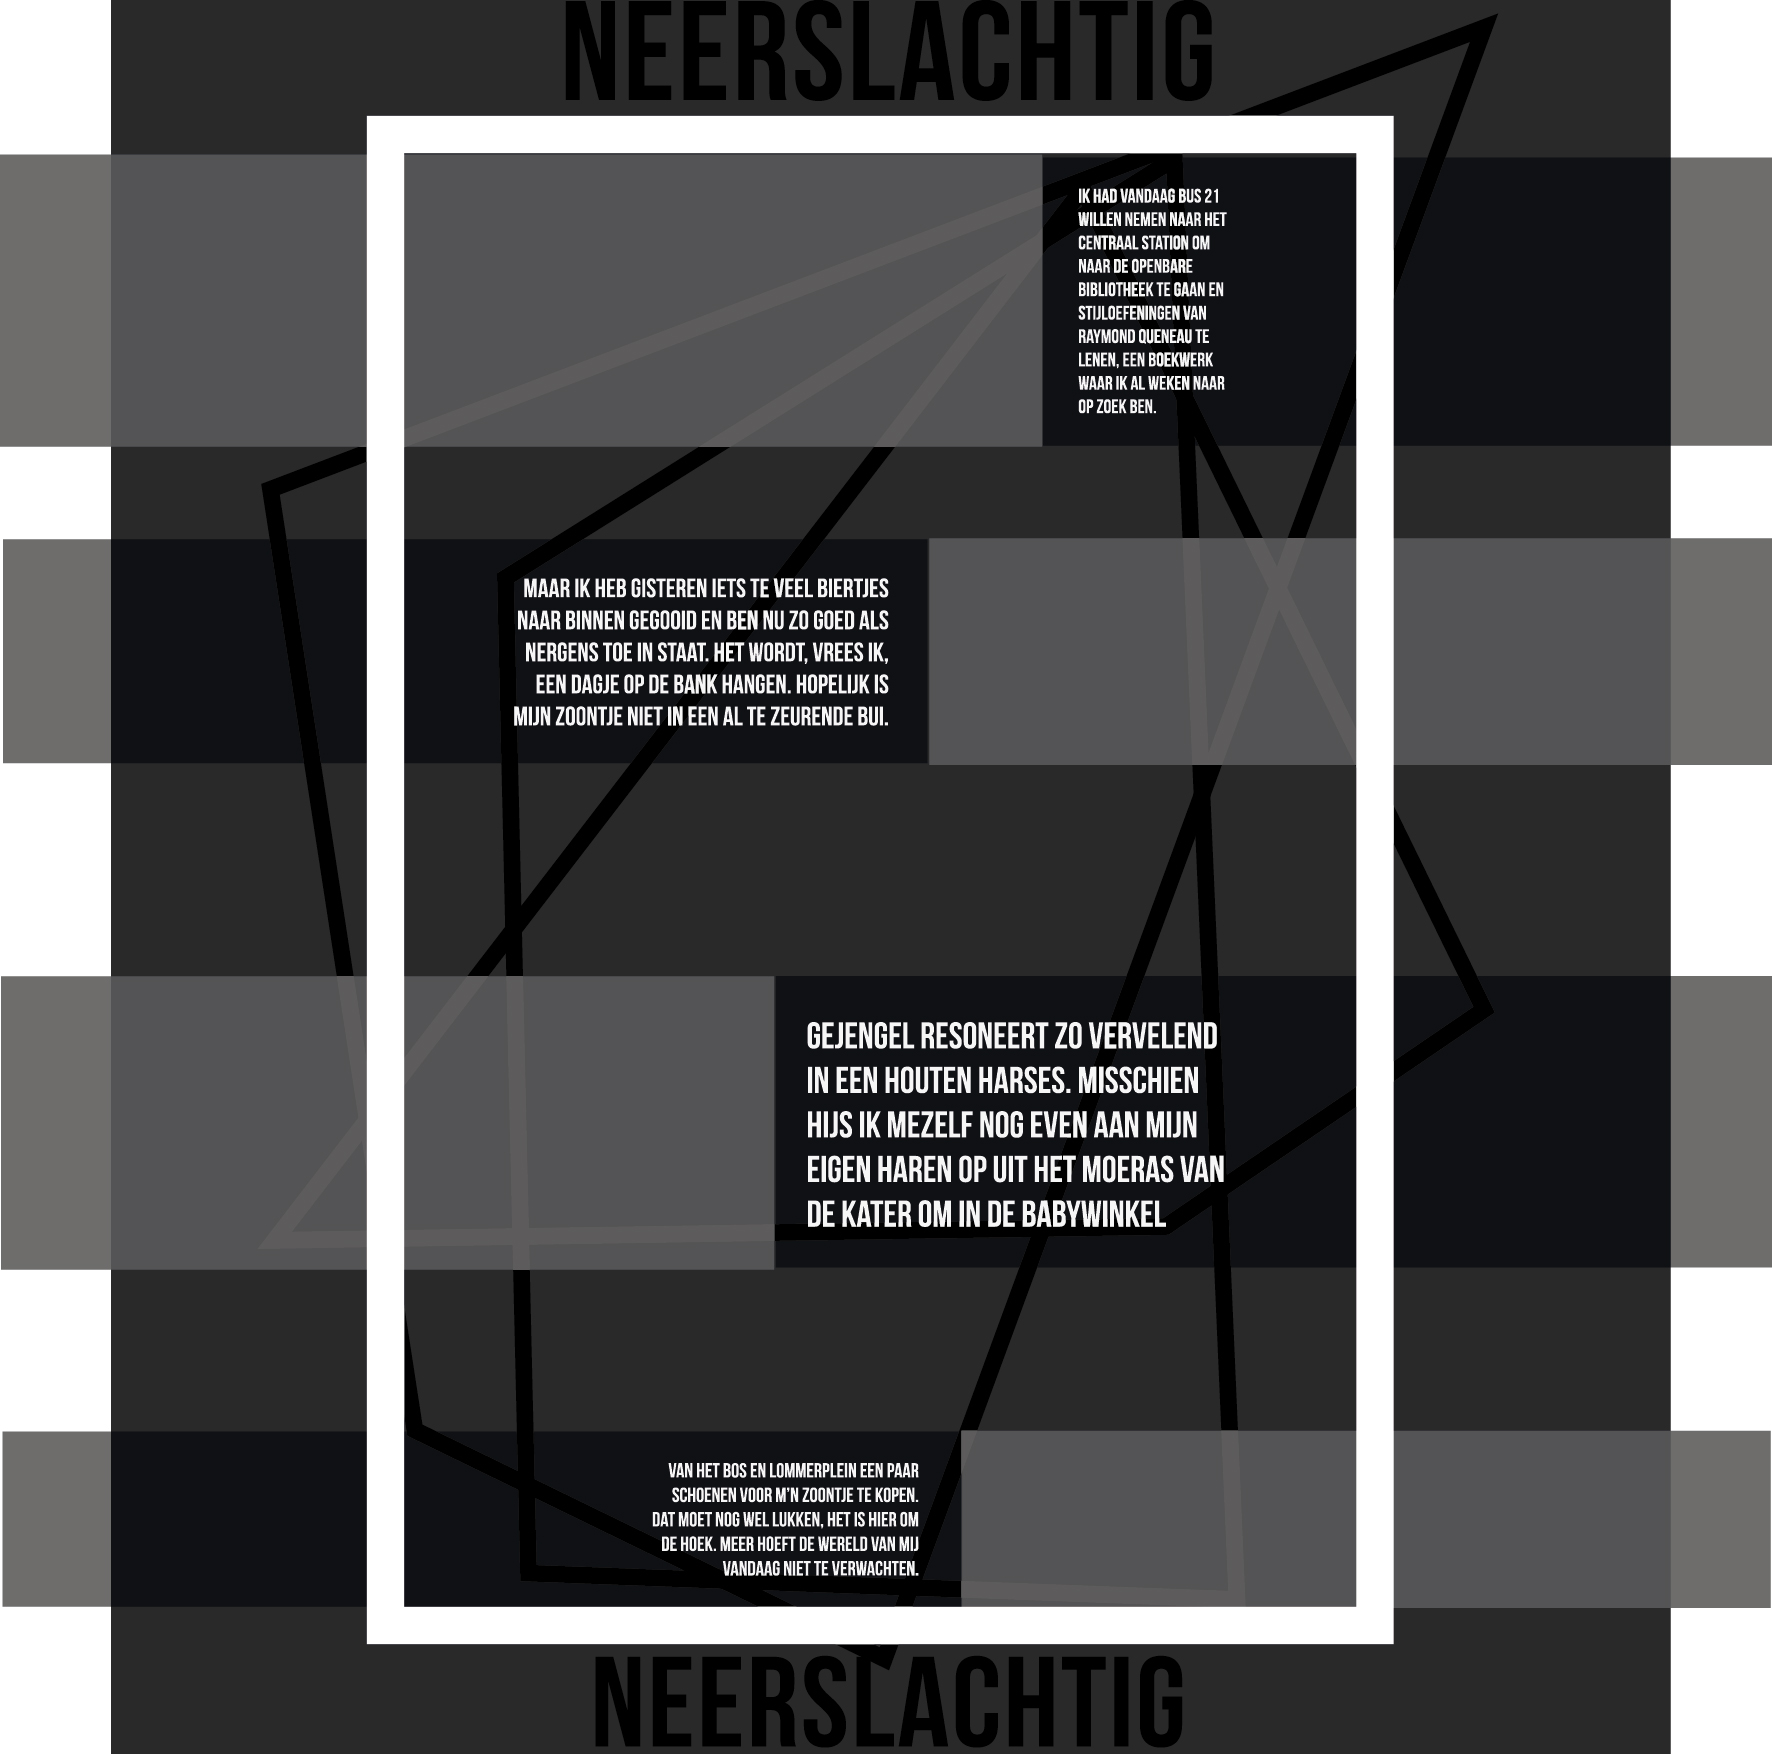 NEERSLACHTIG
IK HAD VANDAAG BUS 21
WILLEN NEMEN NAAR HET
CENTRAAL STATION OM
NAAR DE OPENBARE
BIBLIOTHEEK TE GAAN EN
STIJLOEFENINGEN VAN
RAYMOND QUENEAU TE
LENEN, EEN BOEKWERK
WAAR IK AL WEKEN NAAR
OP ZOEK BEN.
MAAR IK HEB GISTEREN IETS TE VEEL BIERTJES
NAAR BINNEN GEGOOID EN BEN NU ZO GOED ALS
NERGENS TOE IN STAAT. HET WORDT, VREES IK,
EEN DAGJE OP DE BANK HANGEN. HOPELIJK IS
MIJN ZOONTJE NIET IN EEN AL TE ZEURENDE BUI.
GEJENGEL RESONEERT ZO VERVELEND
IN EEN HOUTEN HARSES. MISSCHIEN
HIJS IK MEZELF NOG EVEN AAN MIJN
EIGEN HAREN OP UIT HET MOERAS VAN
DE KATER OM IN DE BABYWINKEL
VAN HET BOS EN LOMMERPLEIN EEN PAAR
SCHOENEN VOOR M'N ZOONTJE TE KOPEN.
DAT MOET NOG WEL LUKKEN, HET IS HIER OM
DE HOEK. MEER HOEFT DE WERELD VAN MIJ
VANDAAG NIET TE VERWACHTEN.
NEERSLACHTIG